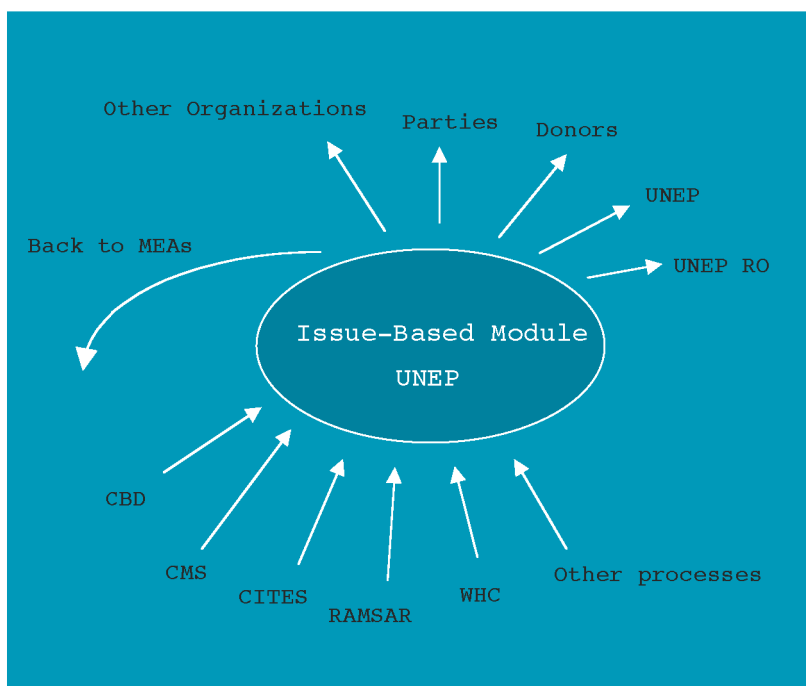 Other Organizations
Parties
Donors
UNEP
Back to MEAs
UNEP RO
Issue-Based Module
UNEP
CBD
CMS
CITES
RAMSAR
WHC
Other processes